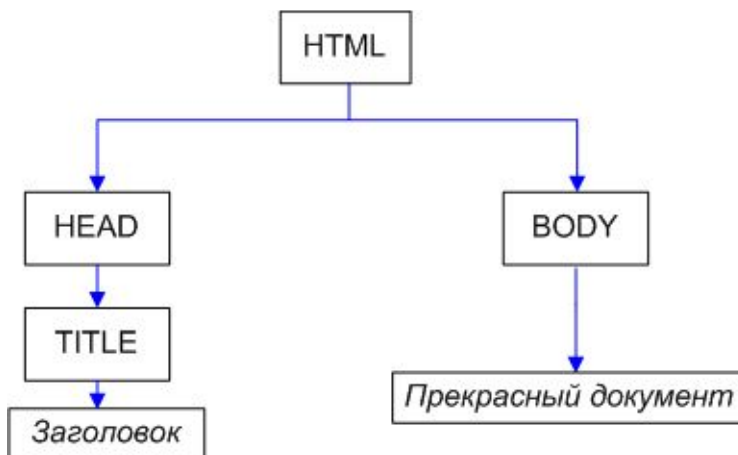 HTML
HEAD
BODY
TITLE
Прекрасный документ
Заголовок